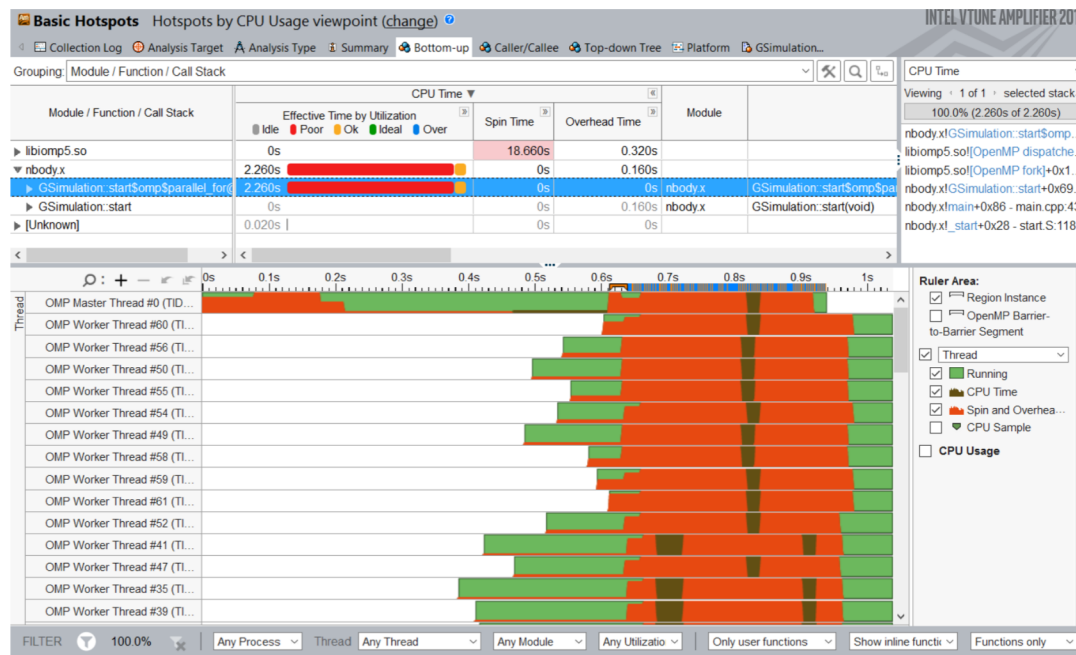 Basic Hotspots Hotspots by CPU Usage viewpoint (change) ?
INTEL VTUNE AMPLIFIER 201
Collection Log Analysis Target Analysis Type Summary Bottom-up Caller/Callee Top-down Tree Platform GSimulation...
Grouping: Module / Function / Call Stack
CPU Time
Viewing 1 of 1 selected stack
100.0% (2.260s of 2.260s)
nbody.x!GSimulation::start$omp...
libiomp5.so![OpenMP dispatche...
libiomp5.so![OpenMP fork]+0x1...
nbody.x!GSimulation::start+0x69...
nbody.x!main+0x86 - main.cpp:43
nbody.x!_start+0x28 - start.S:118
Module / Function / Call Stack
CPU Time ▼
Module
Effective Time by Utilization
Idle Poor Ok Ideal Over
Spin Time
Overhead Time
libiomp5.so 0s 18.660s 0.320s
nbody.x 2.260s 0s 0.160s
GSimulation::start$omp$parallel_for@ 2.260s 0s 0s nbody.x GSimulation::start$omp$pa
GSimulation::start 0s 0s 0.160s nbody.x GSimulation::start(void)
[Unknown] 0.020s 0s 0s
0s 0.1s 0.2s 0.3s 0.4s 0.5s 0.6s 0.7s 0.8s 0.9s 1s
Thread
OMP Master Thread #0 (TID...
OMP Worker Thread #60 (TI...
OMP Worker Thread #56 (TI...
OMP Worker Thread #50 (TI...
OMP Worker Thread #55 (TI...
OMP Worker Thread #54 (TI...
OMP Worker Thread #49 (TI...
OMP Worker Thread #58 (TI...
OMP Worker Thread #59 (TI...
OMP Worker Thread #61 (TI...
OMP Worker Thread #52 (TI...
OMP Worker Thread #41 (TI...
OMP Worker Thread #47 (TI...
OMP Worker Thread #35 (TI...
OMP Worker Thread #39 (TI...
Ruler Area:
Region Instance
OpenMP Barrier-
to-Barrier Segment
Thread
Running
CPU Time
Spin and Overhea...
CPU Sample
CPU Usage
FILTER 100.0% Any Process Thread Any Thread Any Module Any Utilizatio Only user functions Show inline functio Functions only